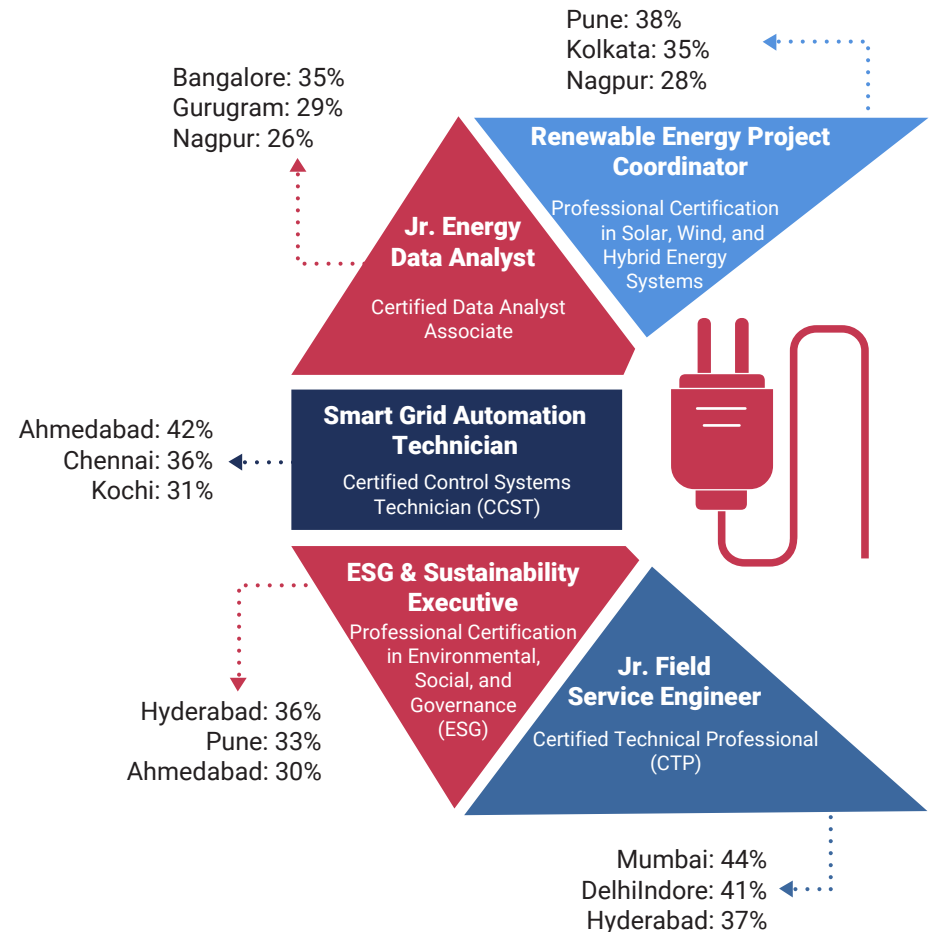 Pune: 38%
Kolkata: 35%
Nagpur: 28%
Bangalore: 35%
Gurugram: 29%
Nagpur: 26%
Renewable Energy Project
Coordinator
Professional Certification
in Solar, Wind, and
Hybrid Energy
Systems
Jr. Energy
Data Analyst
Certified Data Analyst
Associate
Smart Grid Automation
Technician
Certified Control Systems
Technician (CCST)
Ahmedabad: 42%
Chennai: 36%
Kochi: 31%
ESG & Sustainability
Executive
Professional Certification
in Environmental,
Social, and
Governance
(ESG)
Hyderabad: 36%
Pune: 33%
Ahmedabad: 30%
Jr. Field
Service Engineer
Certified Technical Professional
(CTP)
Mumbai: 44%
DelhiIndore: 41%
Hyderabad: 37%